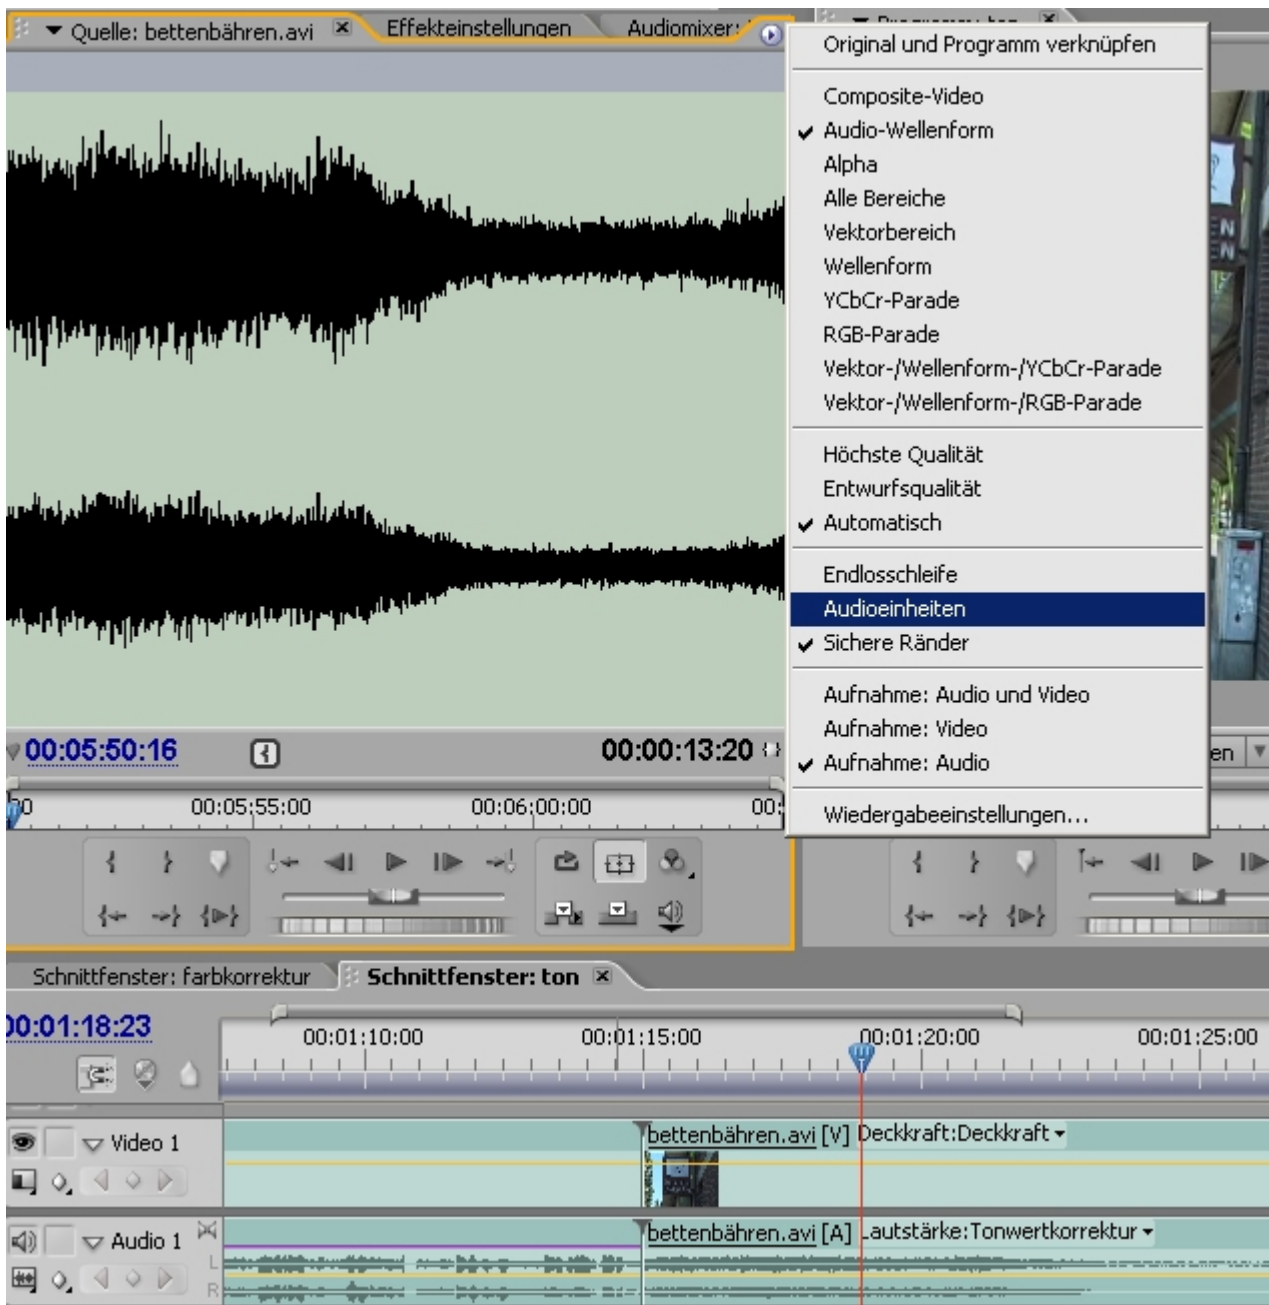 Quelle: bettenbähren.avi
Effekteinstellungen
Audiomixer:
Original und Programm verknüpfen
Composite-Video
Audio-Wellenform
Alpha
Alle Bereiche
Vektorbereich
Wellenform
YCbCr-Parade
RGB-Parade
Vektor-/Wellenform-/YCbCr-Parade
Vektor-/Wellenform-/RGB-Parade
Höchste Qualität
Entwurfsqualität
Automatisch
Endlosschleife
Audioeinheiten
Sichere Ränder
Aufnahme: Audio und Video
Aufnahme: Video
Aufnahme: Audio
Wiedergabeeinstellungen...
00:05:50:16
00:00:13:20
en
00:05:55:00
00:06:00:00
00:
Schnittfenster: farbkorrektur
Schnittfenster: ton
00:01:18:23
00:01:10:00
00:01:15:00
00:01:20:00
00:01:25:00
Video 1
bettenbähren.avi [V] Deckkraft:Deckkraft
Audio 1
bettenbähren.avi [A] Lautstärke:Tonwertkorrektur
L
R